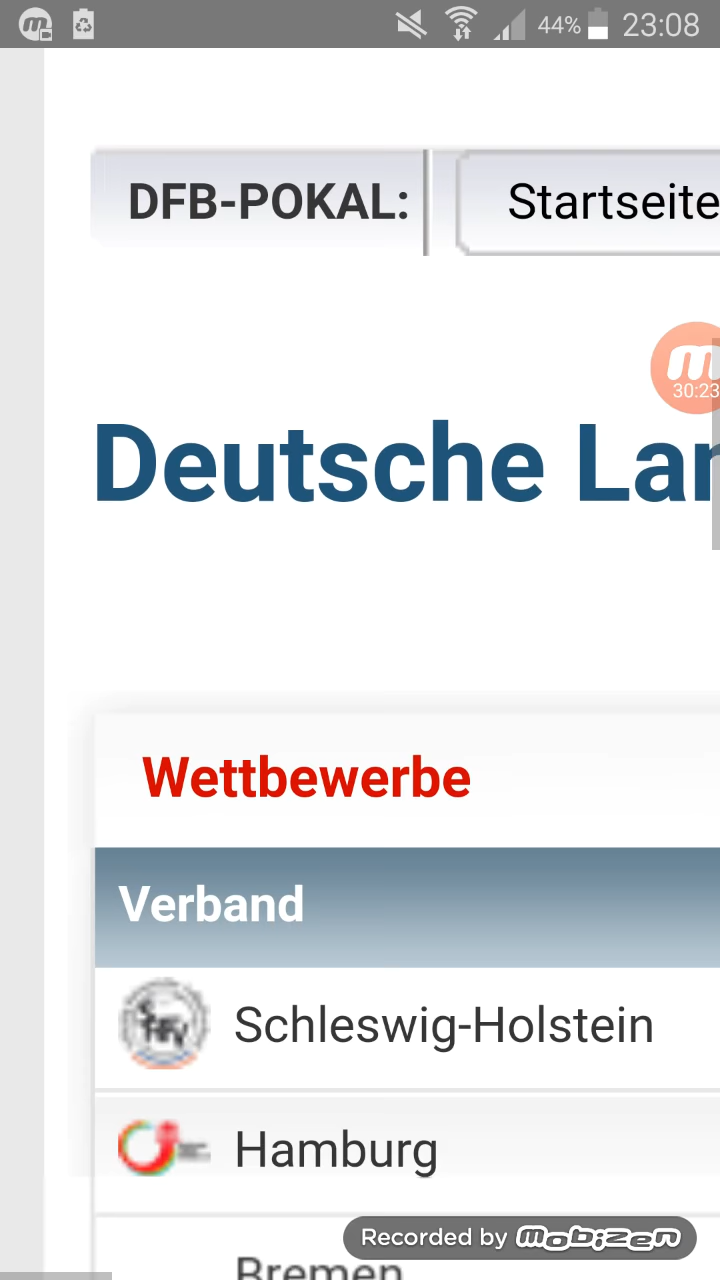 44% 23:08
DFB-POKAL: Startseite
30:23
Deutsche Lan
Wettbewerbe
Verband
Schleswig-Holstein
Hamburg
Bremen
Recorded by mobizen